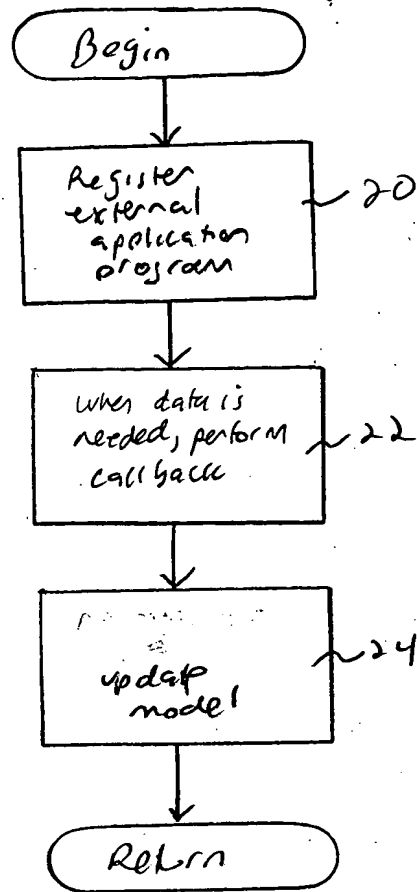 Begin
Register
external
application
program
20
when data is
needed, perform
callback
22
update
model
24
Return